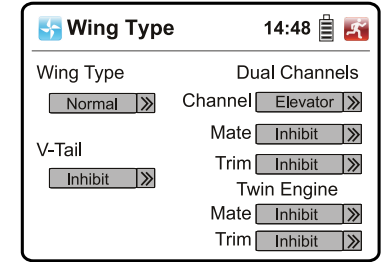 Wing Type 14:48
Wing Type
Normal
V-Tail
Inhibit
Dual Channels
Channel Elevator
Mate Inhibit
Trim Inhibit
Twin Engine
Mate Inhibit
Trim Inhibit